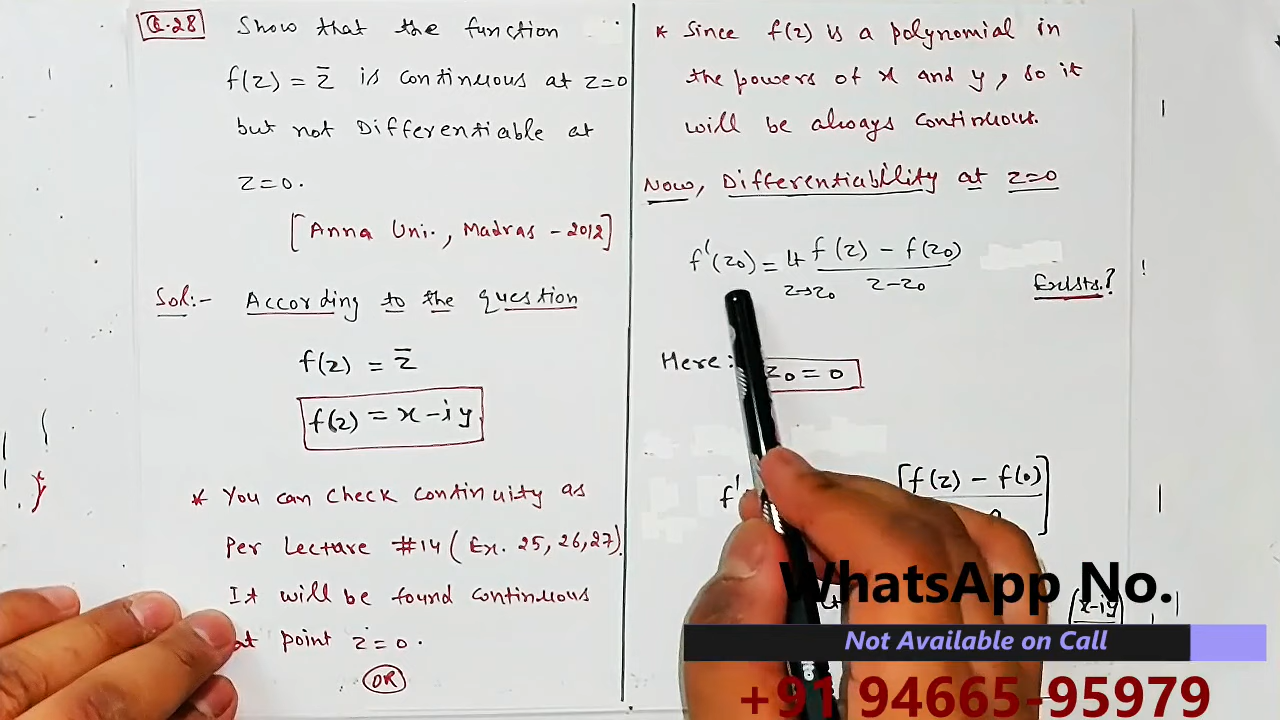 Q.28 Show that the function
f(z) = z̄ is continuous at z=0
but not Differentiable at
z=0.
[Anna Uni., Madras - 2012]
Sol:- According to the question
f(z) = z̄
f(z) = x-iy
* You can check continuity as
Per Lecture #14 (Ex. 25, 26, 27).
It will be found continuous
at point z=0.
OR
* Since f(z) is a polynomial in
the powers of x and y, so it
will be always continuous.
Now, Differentiability at z=0
f'(z₀) = lt f(z) - f(z₀)
z→z₀ z-z₀
Exists?
Here: z₀ = 0
f' [f(z) - f(0)]
(x-iy)
WhatsApp No.
Not Available on Call
+91 94665-95979